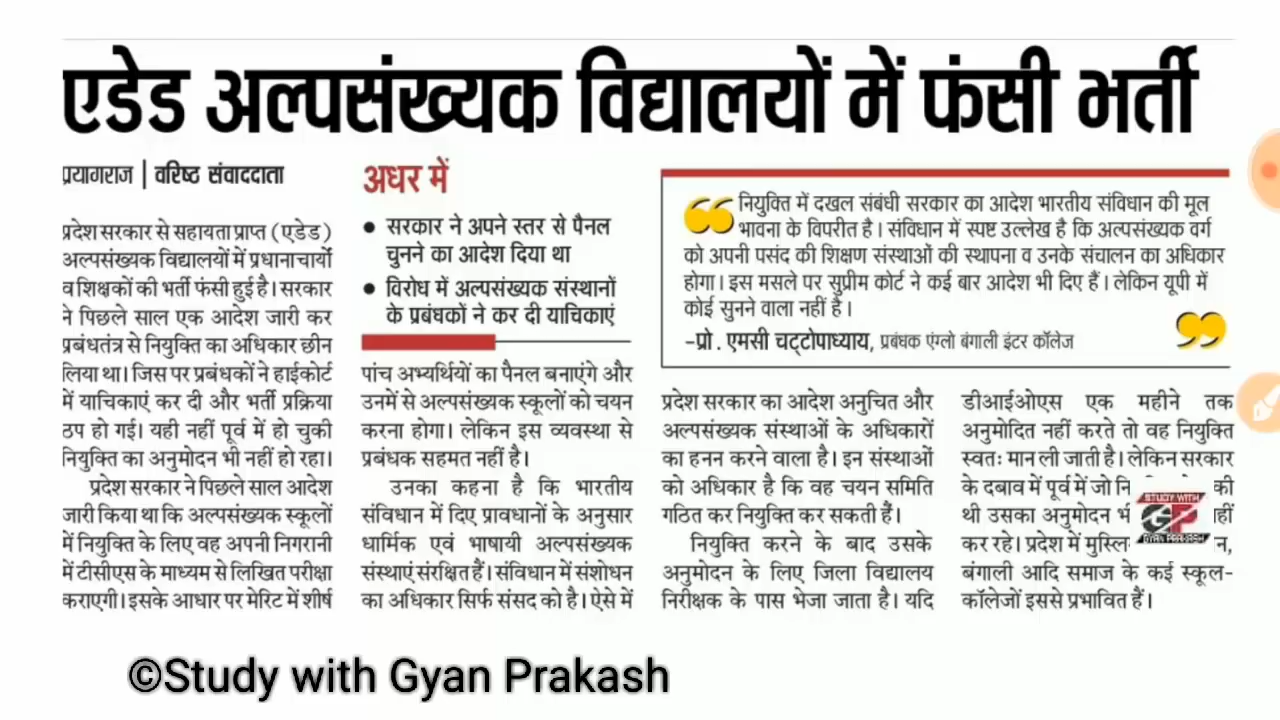 एडेड अल्पसंख्यक विद्यालयों में फंसी भर्ती
प्रयागराज | वरिष्ठ संवाददाता
प्रदेश सरकार से सहायता प्राप्त (एडेड)
अल्पसंख्यक विद्यालयों में प्रधानाचार्यों
व शिक्षकों की भर्ती फंसी हुई है। सरकार
ने पिछले साल एक आदेश जारी कर
प्रबंधतंत्र से नियुक्ति का अधिकार छीन
लिया था। जिस पर प्रबंधकों ने हाईकोर्ट
में याचिकाएं कर दी और भर्ती प्रक्रिया
ठप हो गई। यही नहीं पूर्व में हो चुकी
नियुक्ति का अनुमोदन भी नहीं हो रहा।
प्रदेश सरकार ने पिछले साल आदेश
जारी किया था कि अल्पसंख्यक स्कूलों
में नियुक्ति के लिए वह अपनी निगरानी
में टीसीएस के माध्यम से लिखित परीक्षा
कराएगी। इसके आधार पर मेरिट में शीर्ष
अधर में
● सरकार ने अपने स्तर से पैनल
चुनने का आदेश दिया था
● विरोध में अल्पसंख्यक संस्थानों
के प्रबंधकों ने कर दी याचिकाएं
पांच अभ्यर्थियों का पैनल बनाएंगे और
उनमें से अल्पसंख्यक स्कूलों को चयन
करना होगा। लेकिन इस व्यवस्था से
प्रबंधक सहमत नहीं है।
उनका कहना है कि भारतीय
संविधान में दिए प्रावधानों के अनुसार
धार्मिक एवं भाषायी अल्पसंख्यक
संस्थाएं संरक्षित हैं। संविधान में संशोधन
का अधिकार सिर्फ संसद को है। ऐसे में
नियुक्ति में दखल संबंधी सरकार का आदेश भारतीय संविधान की मूल
भावना के विपरीत है। संविधान में स्पष्ट उल्लेख है कि अल्पसंख्यक वर्ग
को अपनी पसंद की शिक्षण संस्थाओं की स्थापना व उनके संचालन का अधिकार
होगा। इस मसले पर सुप्रीम कोर्ट ने कई बार आदेश भी दिए हैं। लेकिन यूपी में
कोई सुनने वाला नहीं है।
-प्रो. एमसी चट्टोपाध्याय, प्रबंधक एंग्लो बंगाली इंटर कॉलेज
प्रदेश सरकार का आदेश अनुचित और
अल्पसंख्यक संस्थाओं के अधिकारों
का हनन करने वाला है। इन संस्थाओं
को अधिकार है कि वह चयन समिति
गठित कर नियुक्ति कर सकती हैं।
नियुक्ति करने के बाद उसके
अनुमोदन के लिए जिला विद्यालय
निरीक्षक के पास भेजा जाता है। यदि
डीआईओएस एक महीने तक
अनुमोदित नहीं करते तो वह नियुक्ति
स्वतः मान ली जाती है। लेकिन सरकार
के दबाव में पूर्व में जो की
थी उसका अनुमोदन
कर रहे। प्रदेश में
बंगाली आदि समाज के कई स्कूल-
कॉलेजों इससे प्रभावित हैं।
STUDY WITH
GP
GYAN PRAKASH
©Study with Gyan Prakash